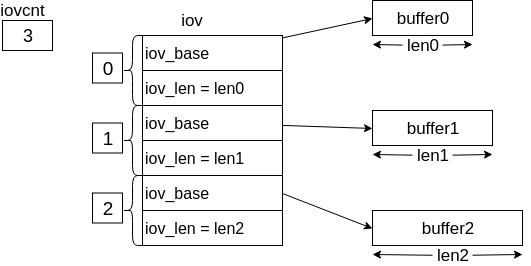 iovcnt
3
iov
0
iov_base
iov_len = len0
1
iov_base
iov_len = len1
2
iov_base
iov_len = len2
buffer0
len0
buffer1
len1
buffer2
len2